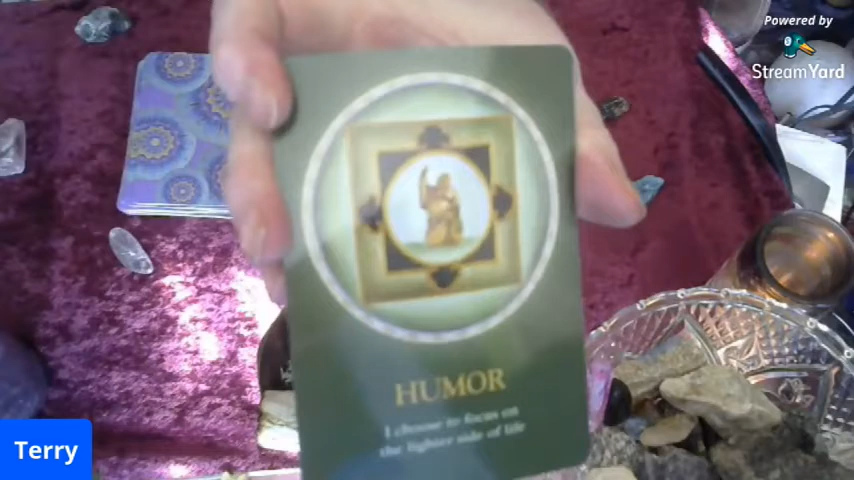 Powered by
StreamYard
HUMOR
I choose to focus on
the lighter side of life
Terry